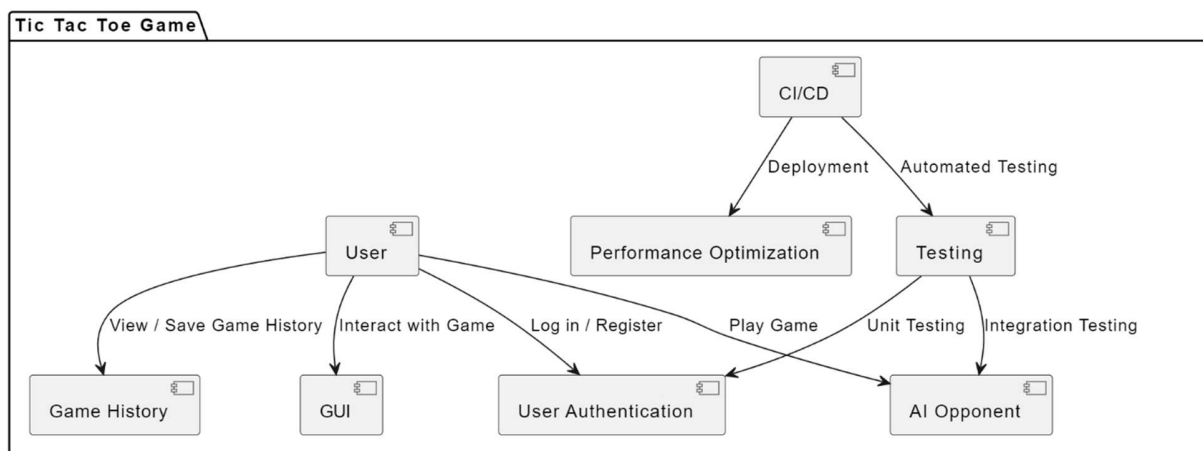 Tic Tac Toe Game
CI/CD
Deployment
Automated Testing
User
Performance Optimization
Testing
View / Save Game History
Interact with Game
Log in / Register
Play Game
Unit Testing
Integration Testing
Game History
GUI
User Authentication
AI Opponent